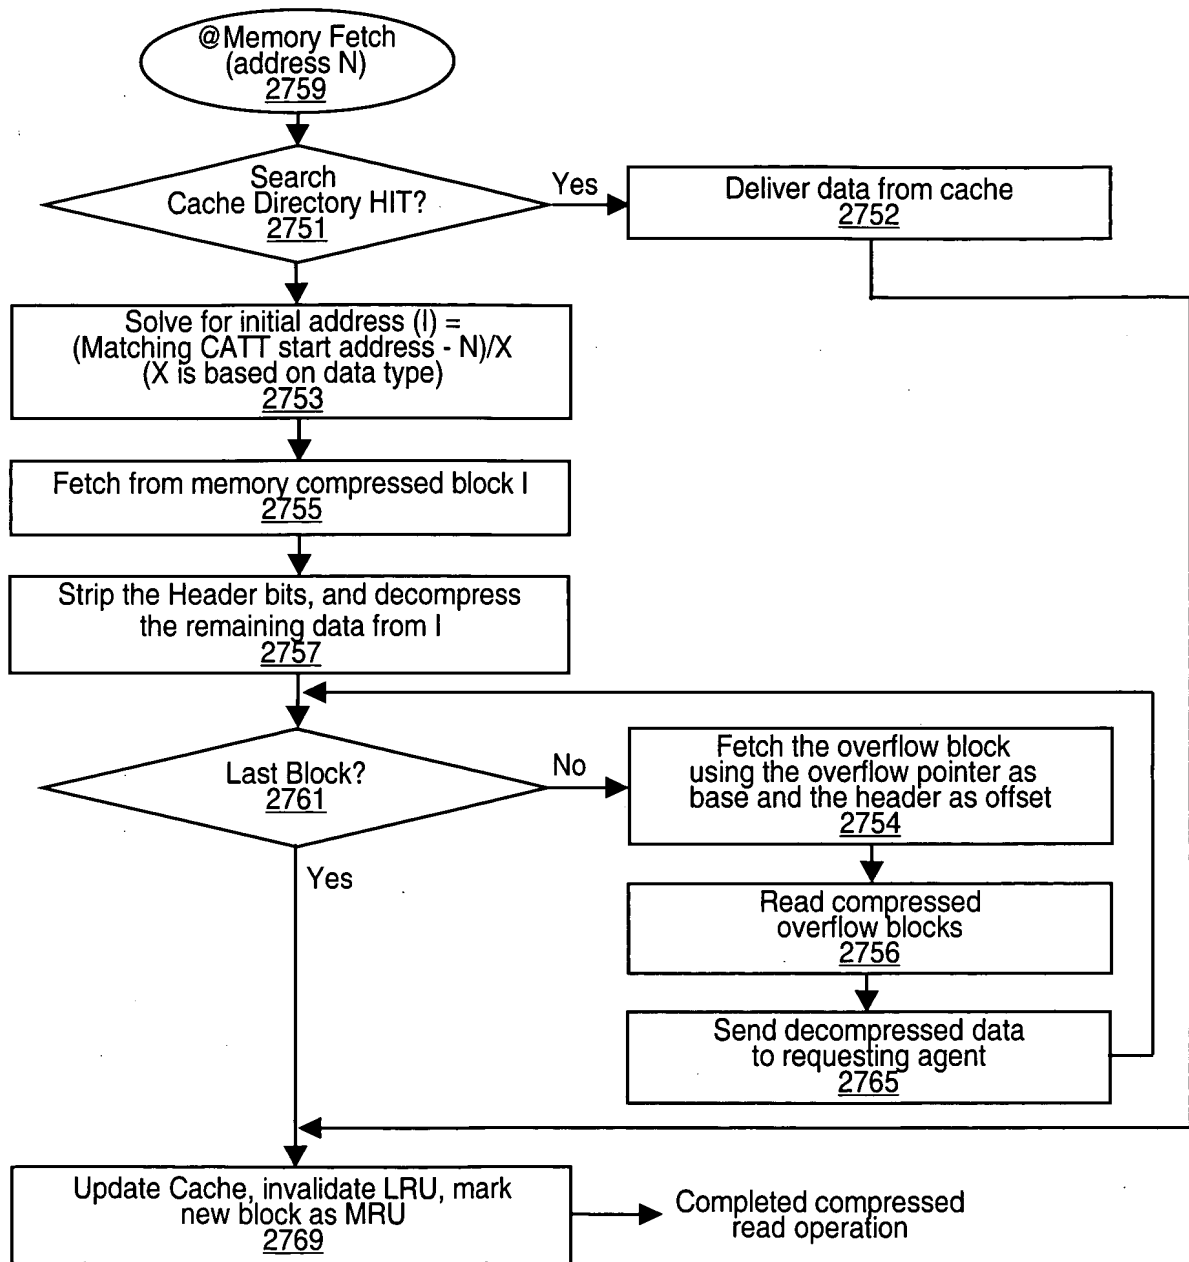 @Memory Fetch
(address N)
2759
Search
Cache Directory HIT?
2751
Yes
Deliver data from cache
2752
Solve for initial address (I) =
(Matching CATT start address - N)/X
(X is based on data type)
2753
Fetch from memory compressed block I
2755
Strip the Header bits, and decompress
the remaining data from I
2757
Last Block?
2761
No
Fetch the overflow block
using the overflow pointer as
base and the header as offset
2754
Yes
Read compressed
overflow blocks
2756
Send decompressed data
to requesting agent
2765
Update Cache, invalidate LRU, mark
new block as MRU
2769
Completed compressed
read operation